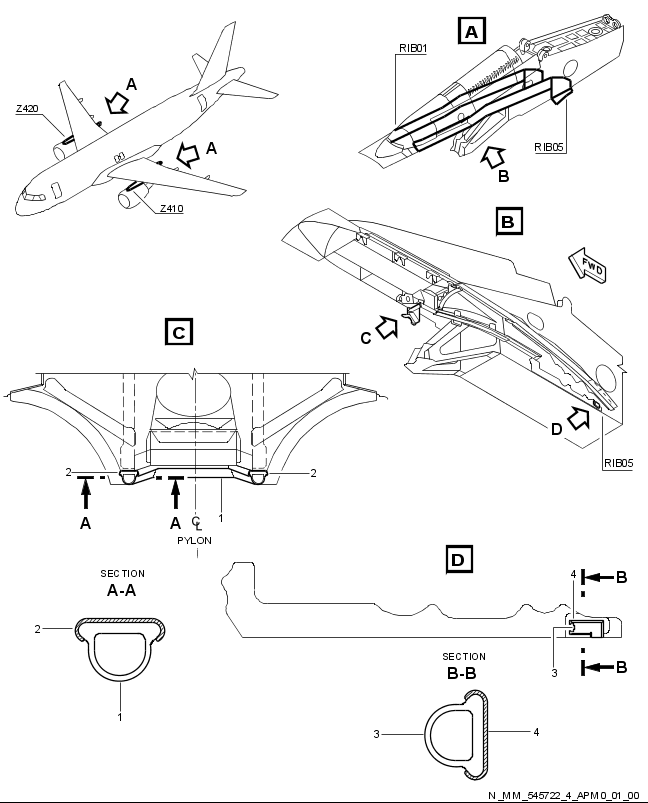 A
RIB01
A
Z420
A
RIB05
B
Z410
B
FWD
C
C
D
RIB05
2
2
A
A
C
L
1
PYLON
D
SECTION
A-A
4
B
2
3
B
SECTION
B-B
1
3
4
N_MM_545722_4_APM0_01_00